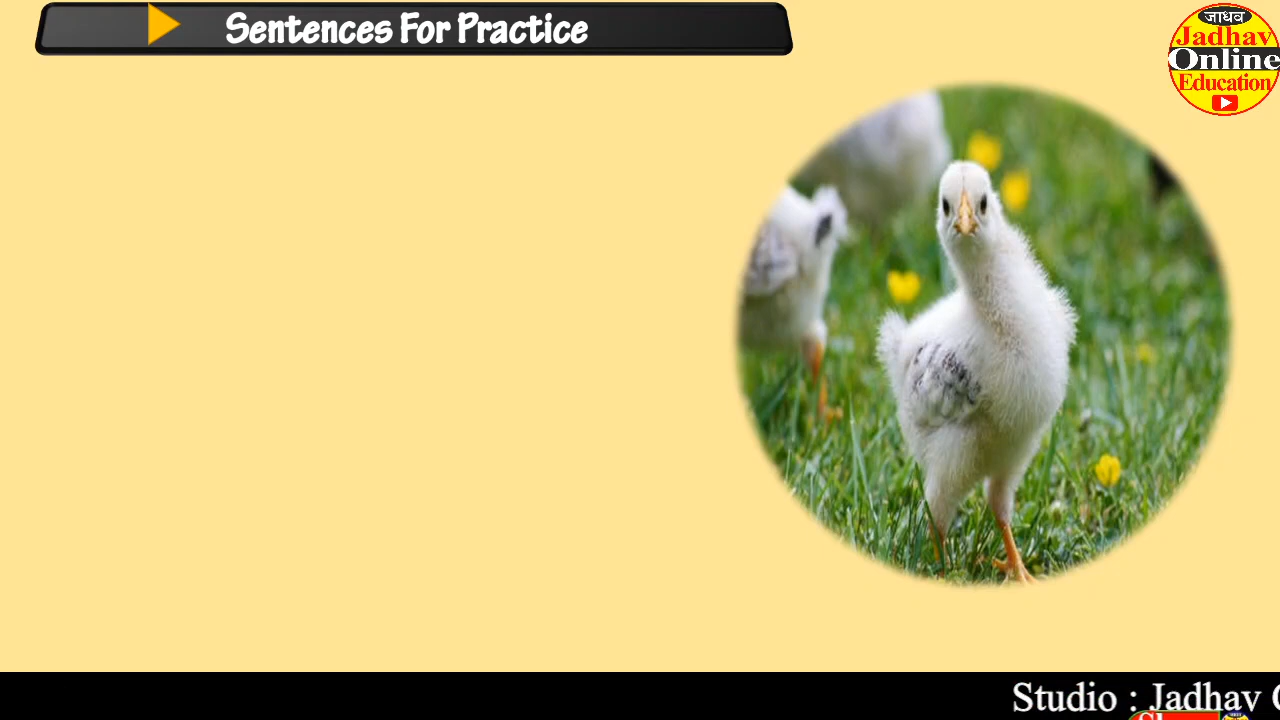 Sentences For Practice
जाधव
Jadhav
Online
Education
Studio : Jadhav